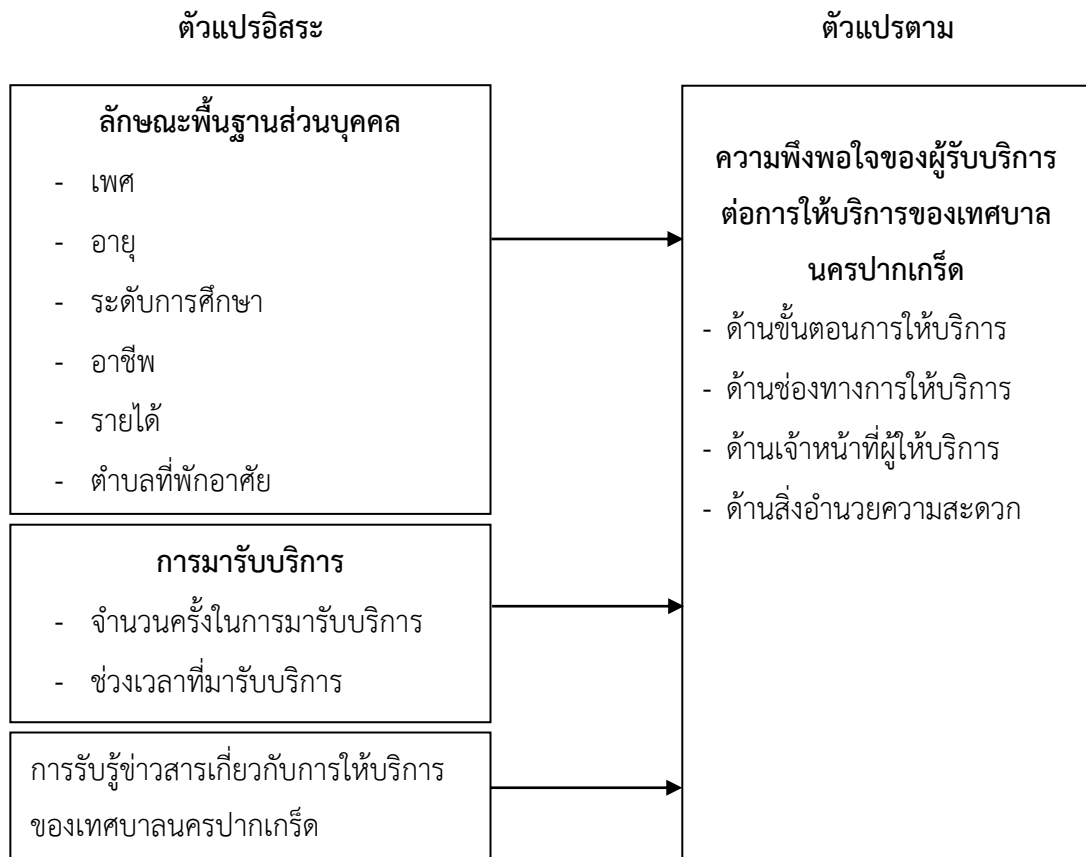 ตัวแปรอิสระ
ตัวแปรตาม
ลักษณะพื้นฐานส่วนบุคคล
- เพศ
- อายุ
- ระดับการศึกษา
- อาชีพ
- รายได้
- ตำบลที่พักอาศัย
การมารับบริการ
- จำนวนครั้งในการมารับบริการ
- ช่วงเวลาที่มารับบริการ
การรับรู้ข่าวสารเกี่ยวกับการให้บริการ
ของเทศบาลนครปากเกร็ด
ความพึงพอใจของผู้รับบริการ
ต่อการให้บริการของเทศบาล
นครปากเกร็ด
- ด้านขั้นตอนการให้บริการ
- ด้านช่องทางการให้บริการ
- ด้านเจ้าหน้าที่ผู้ให้บริการ
- ด้านสิ่งอำนวยความสะดวก